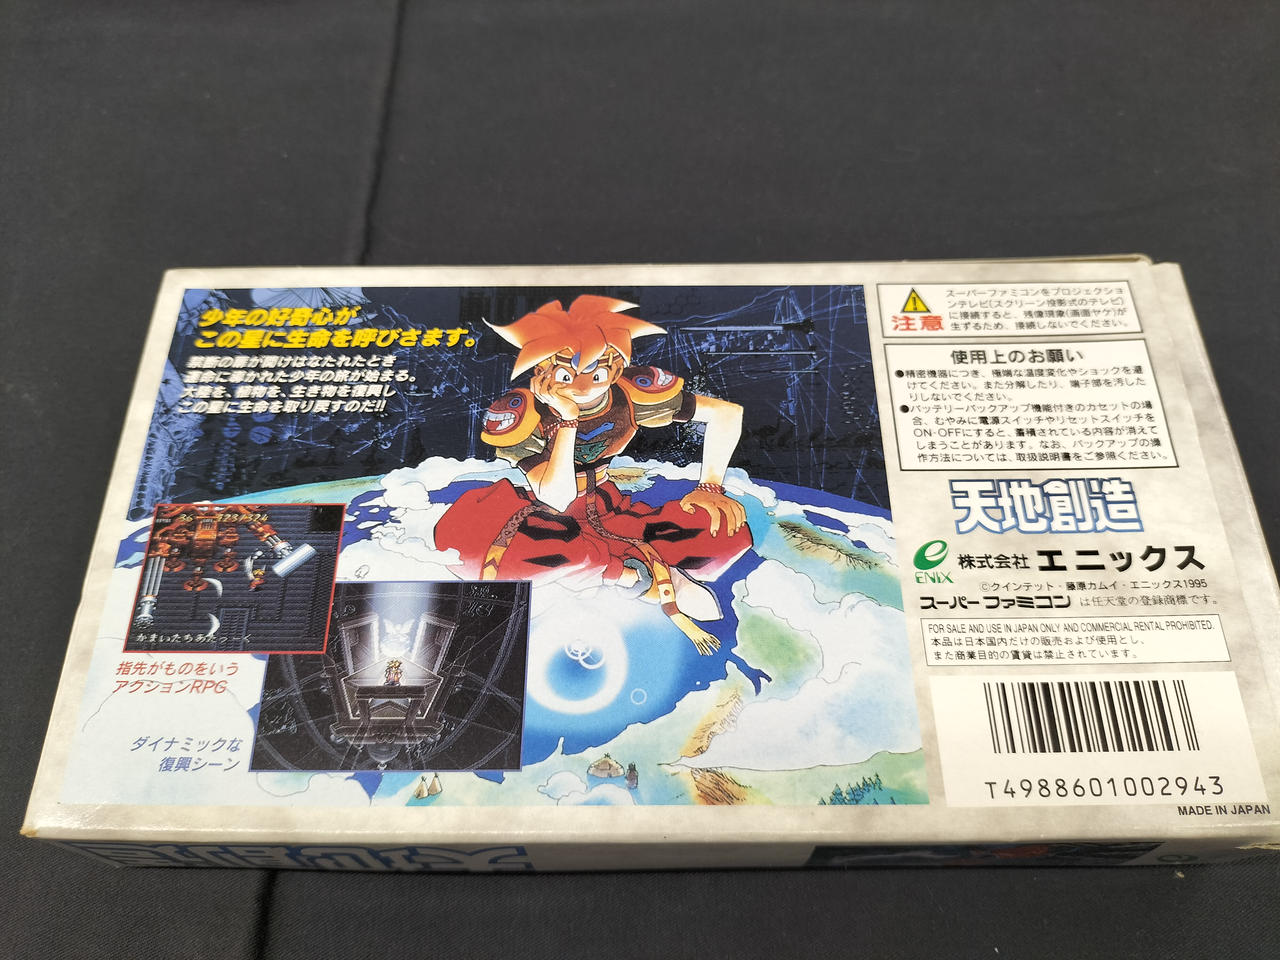 少年の好奇心が
この星に生命を呼びさます。
禁断の扉が開けはなたれたとき
運命に導かれた少年の旅が始まる。
大陸を、植物を、生き物を復興し
この星に生命を取り戻すのだ!!
かまいたちあたっーく
指先がものをいう
アクションRPG
ダイナミックな
復興シーン
注意
スーパーファミコンをプロジェクショ
ンテレビ(スクリーン投影式のテレビ)
に接続すると、残像現象(画面ヤケ)が
生ずるため、接続しないでください。
使用上のお願い
●精密機器につき、極端な温度変化やショックを避
けてください。また分解したり、端子部を汚した
りしないでください。
●バッテリーバックアップ機能付きのカセットの場
合、むやみに電源スイッチやリセットスイッチを
ON・OFFにすると、蓄積されている内容が消えて
しまうことがあります。なお、バックアップの操
作方法については、取扱説明書をご参照ください。
天地創造
ENIX
株式会社 エニックス
©クインテット・藤原カムイ・エニックス1995
スーパーファミコン は任天堂の登録商標です。
FOR SALE AND USE IN JAPAN ONLY AND COMMERCIAL RENTAL PROHIBITED.
本品は日本国内だけの販売および使用とし、
また商業目的の賃貸は禁止されています。
T4988601002943
MADE IN JAPAN